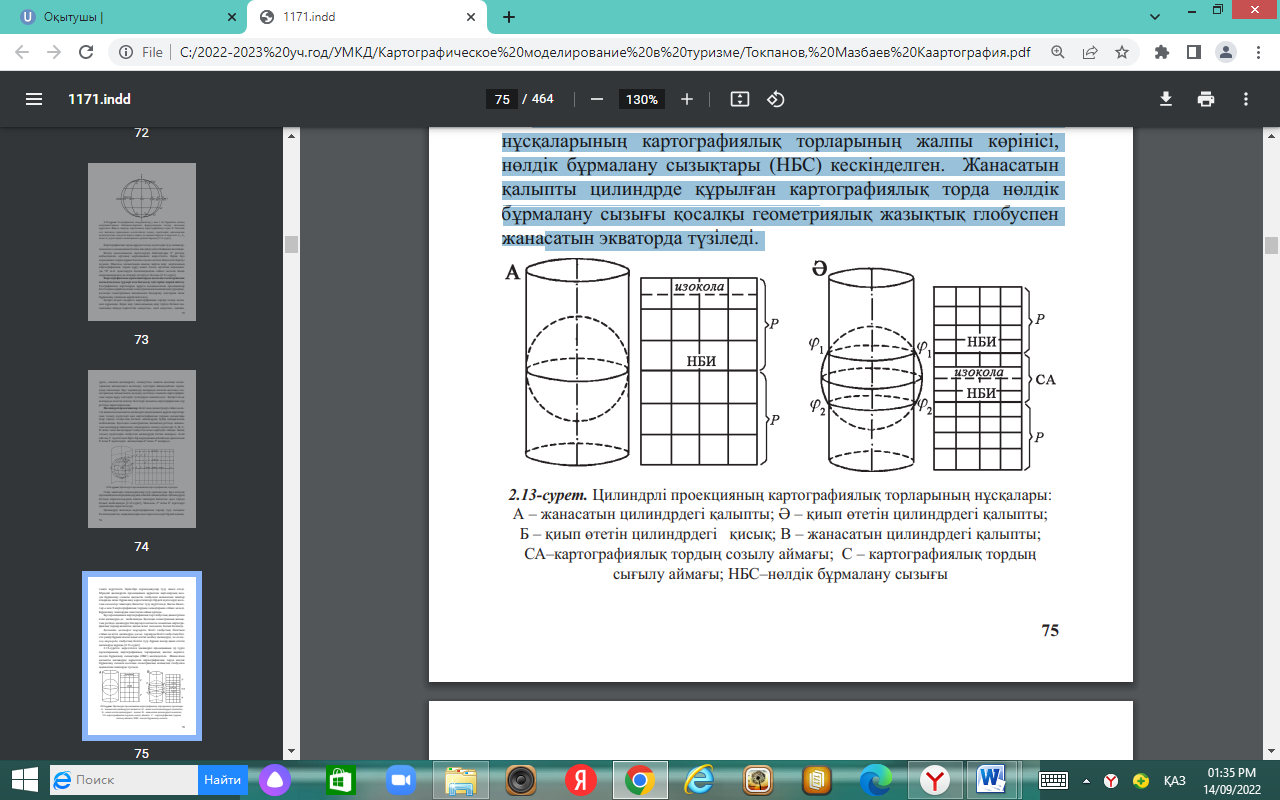 Оқытушы |
1171.indd
File
C:/2022-2023%20уч.год/УМКД/Картографическое%20моделирование%20в%20туризме/Токпанов,%20Мазбаев%20Каартография.pdf
1171.indd
75 / 464
130%
72
73
74
75
нұсқаларының картографиялық торларының жалпы көрінісі,
нөлдік бұрмалану сызықтары (НБС) кескінделген. Жанасатын
қалыпты цилиндрде құрылған картографиялық торда нөлдік
бұрмалану сызығы қосалқы геометриялық жазықтық глобуспен
жанасатын экваторда түзіледі.
А
изокола
НБИ
Р
Р
Ә
φ1
φ1
φ2
φ2
НБИ
изокола
НБИ
Р
СА
Р
2.13-сурет. Цилиндрлі проекцияның картографиялық торларының нұсқалары:
А – жанасатын цилиндрдегі қалыпты; Ә – қиып өтетін цилиндрдегі қалыпты;
Б – қиып өтетін цилиндрдегі қисық; В – жанасатын цилиндрдегі қалыпты;
СА–картографиялық тордың созылу аймағы; С – картографиялық тордың
сығылу аймағы; НБС–нөлдік бұрмалану сызығы
75
Поиск
Найти
ҚАЗ
01:35 PM
14/09/2022